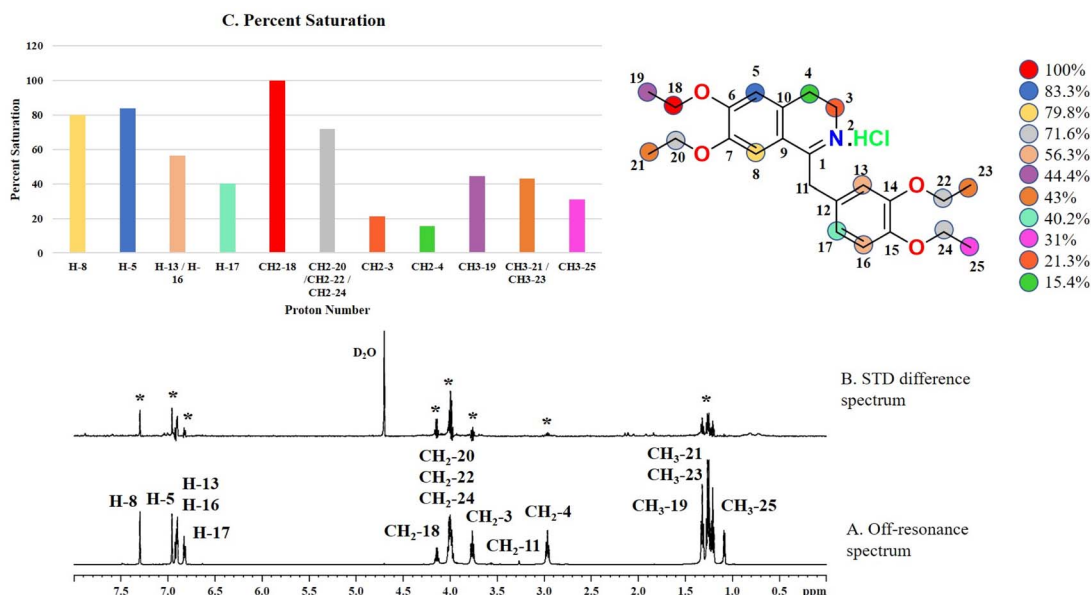 C. Percent Saturation
Percent Saturation
120
100
80
60
40
20
0
H-8
H-5
H-13 / H-
16
H-17
CH2-18
CH2-20
/CH2-22 /
CH2-24
CH2-3
CH2-4
CH3-19
CH3-21 /
CH3-23
CH3-25
Proton Number
19
18
O
6
5
10
4
3
2
N
.HCl
21
20
O
7
8
9
1
11
12
13
14
O
22
23
17
16
15
O
24
25
100%
83.3%
79.8%
71.6%
56.3%
44.4%
43%
40.2%
31%
21.3%
15.4%
D₂O
* * * * * * * *
B. STD difference
spectrum
H-8
H-5
H-13
H-16
H-17
CH₂-18
CH₂-20
CH₂-22
CH₂-24
CH₂-3
CH₂-11
CH₂-4
CH₃-21
CH₃-23
CH₃-19
CH₃-25
A. Off-resonance
spectrum
7.5 7.0 6.5 6.0 5.5 5.0 4.5 4.0 3.5 3.0 2.5 2.0 1.5 1.0 0.5 ppm